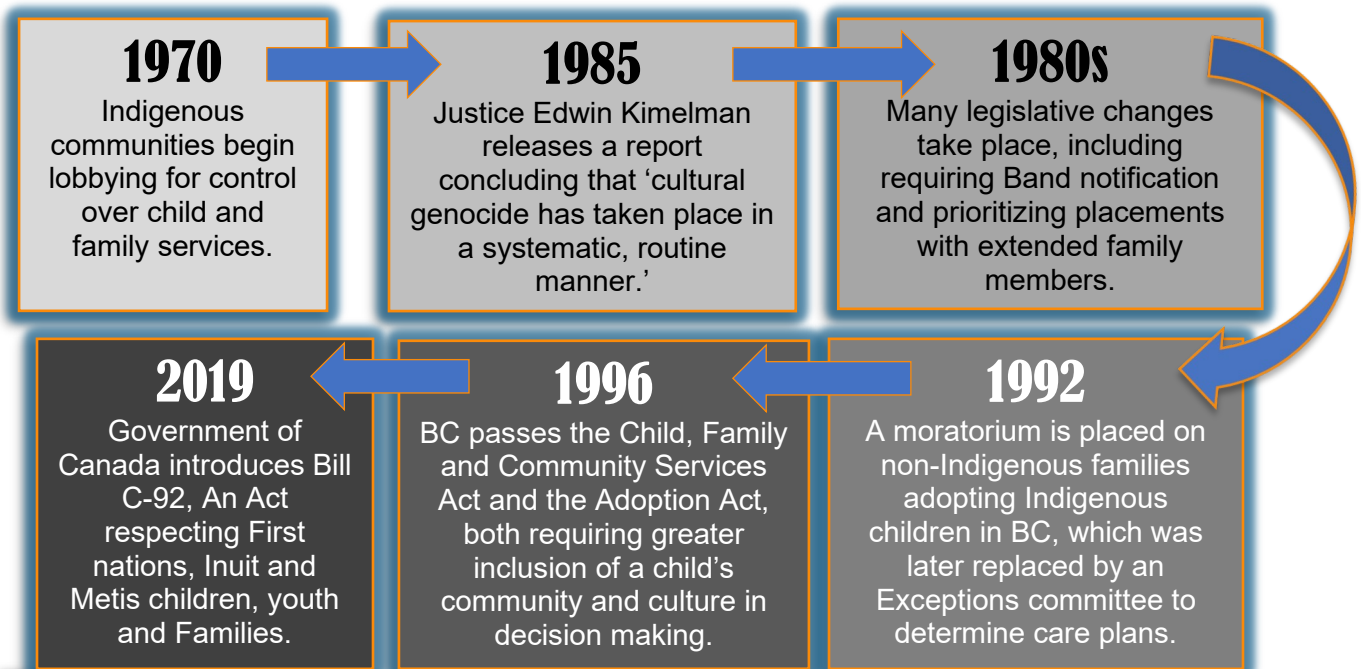 1970
Indigenous
communities begin
lobbying for control
over child and
family services.
1985
Justice Edwin Kimelman
releases a report
concluding that ‘cultural
genocide has taken place in
a systematic, routine
manner.’
1980s
Many legislative changes
take place, including
requiring Band notification
and prioritizing placements
with extended family
members.
1992
A moratorium is placed on
non-Indigenous families
adopting Indigenous
children in BC, which was
later replaced by an
Exceptions committee to
determine care plans.
1996
BC passes the Child, Family
and Community Services
Act and the Adoption Act,
both requiring greater
inclusion of a child’s
community and culture in
decision making.
2019
Government of
Canada introduces Bill
C-92, An Act
respecting First
nations, Inuit and
Metis children, youth
and Families.